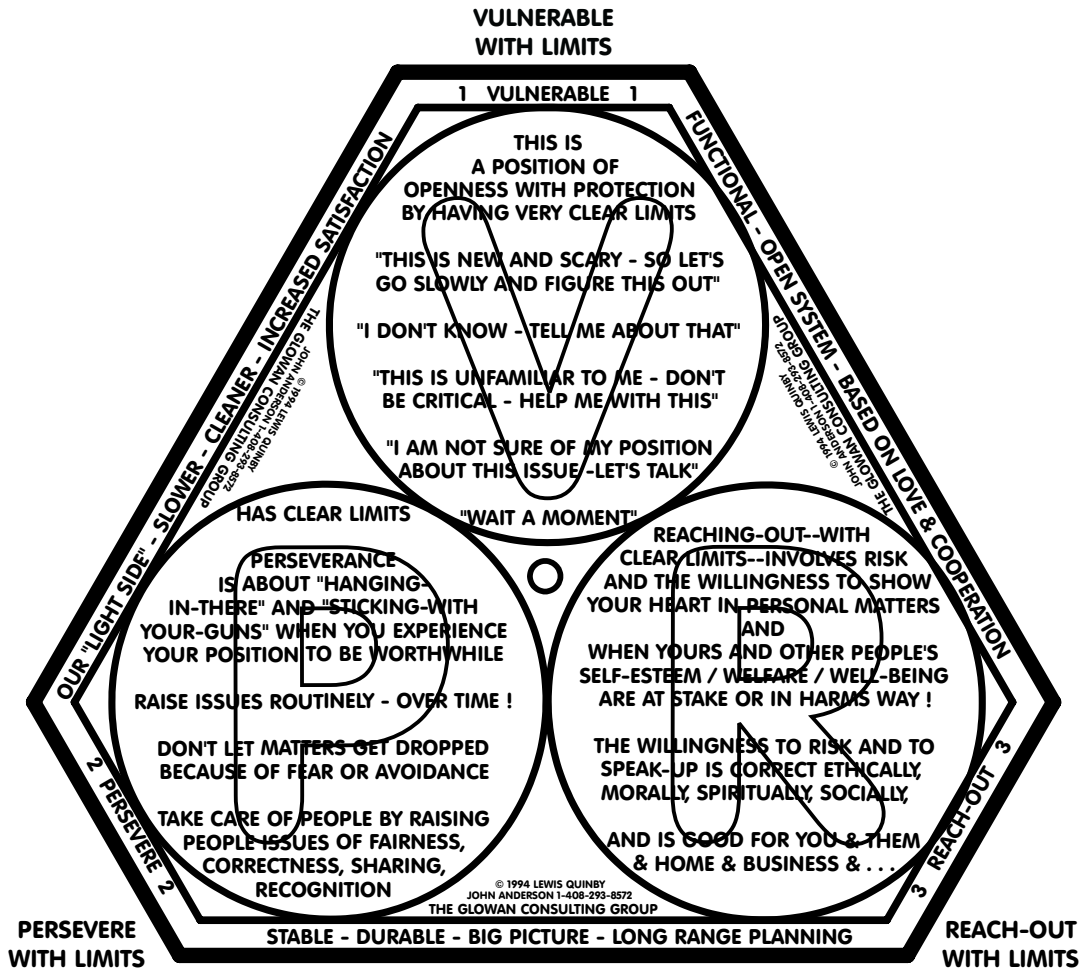 VULNERABLE
WITH LIMITS
1 VULNERABLE 1
THIS IS
A POSITION OF
OPENNESS WITH PROTECTION
BY HAVING VERY CLEAR LIMITS
"THIS IS NEW AND SCARY - SO LET'S
GO SLOWLY AND FIGURE THIS OUT"
"I DON'T KNOW - TELL ME ABOUT THAT"
"THIS IS UNFAMILIAR TO ME - DON'T
BE CRITICAL - HELP ME WITH THIS"
"I AM NOT SURE OF MY POSITION
ABOUT THIS ISSUE -LET'S TALK"
"WAIT A MOMENT"
V
OUR "LIGHT SIDE" - SLOWER - CLEANER - INCREASED SATISFACTION
© 1994 LEWIS QUINBY
JOHN ANDERSON 1-408-293-8572
THE GLOWAN CONSULTING GROUP
FUNCTIONAL - OPEN SYSTEM - BASED ON LOVE & COOPERATION
© 1994 LEWIS QUINBY
JOHN ANDERSON 1-408-293-8572
THE GLOWAN CONSULTING GROUP
HAS CLEAR LIMITS
PERSEVERANCE
IS ABOUT "HANGING-
IN-THERE" AND "STICKING-WITH
YOUR-GUNS" WHEN YOU EXPERIENCE
YOUR POSITION TO BE WORTHWHILE
RAISE ISSUES ROUTINELY - OVER TIME !
DON'T LET MATTERS GET DROPPED
BECAUSE OF FEAR OR AVOIDANCE
TAKE CARE OF PEOPLE BY RAISING
PEOPLE ISSUES OF FAIRNESS,
CORRECTNESS, SHARING,
RECOGNITION
P
2 PERSEVERE 2
REACHING-OUT--WITH
CLEAR LIMITS--INVOLVES RISK
AND THE WILLINGNESS TO SHOW
YOUR HEART IN PERSONAL MATTERS
AND
WHEN YOURS AND OTHER PEOPLE'S
SELF-ESTEEM / WELFARE / WELL-BEING
ARE AT STAKE OR IN HARMS WAY !
THE WILLINGNESS TO RISK AND TO
SPEAK-UP IS CORRECT ETHICALLY,
MORALLY, SPIRITUALLY, SOCIALLY,
AND IS GOOD FOR YOU & THEM
& HOME & BUSINESS & . . .
R
3 REACH-OUT 3
© 1994 LEWIS QUINBY
JOHN ANDERSON 1-408-293-8572
THE GLOWAN CONSULTING GROUP
STABLE - DURABLE - BIG PICTURE - LONG RANGE PLANNING
PERSEVERE
WITH LIMITS
REACH-OUT
WITH LIMITS